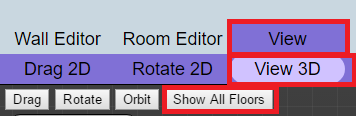 Wall Editor Room Editor View
Drag 2D Rotate 2D View 3D
Drag Rotate Orbit Show All Floors